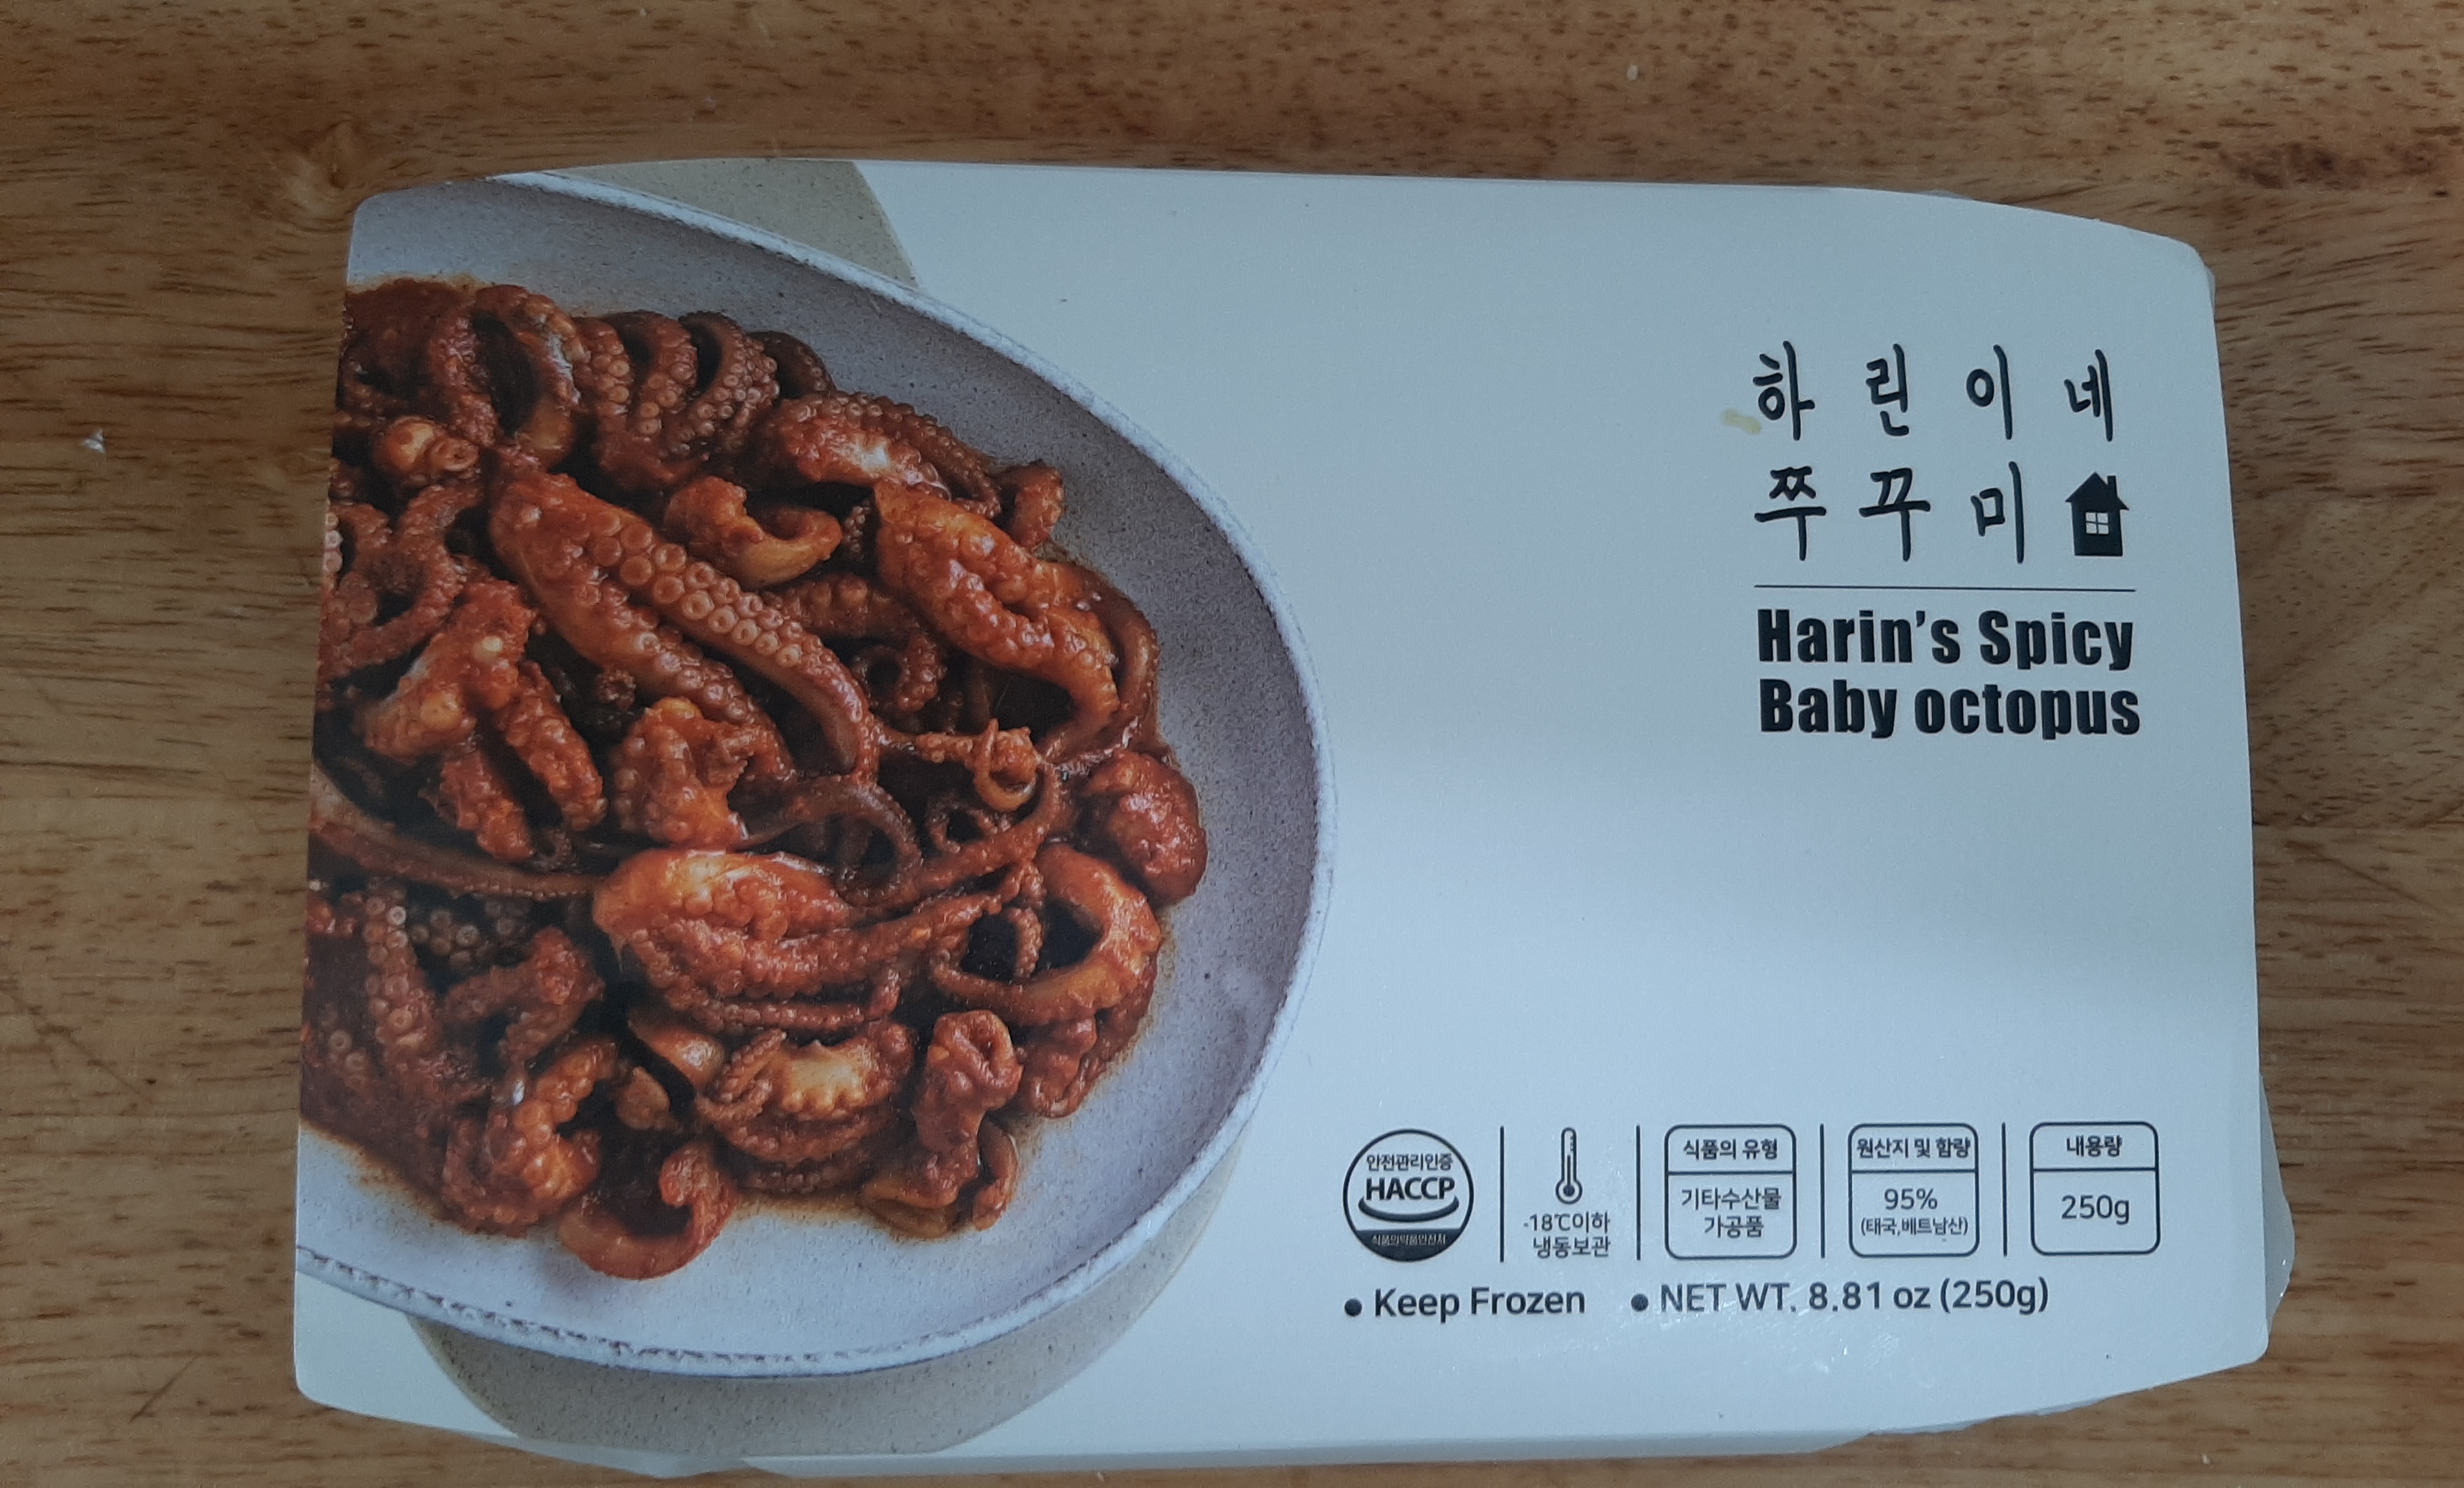 하린이네
쭈꾸미
Harin's Spicy
Baby octopus
안전관리인증
HACCP
식품의약품안전처
-18℃이하
냉동보관
식품의 유형
기타수산물
가공품
원산지 및 함량
95%
(태국,베트남산)
내용량
250g
• Keep Frozen • NET WT. 8.81 oz (250g)